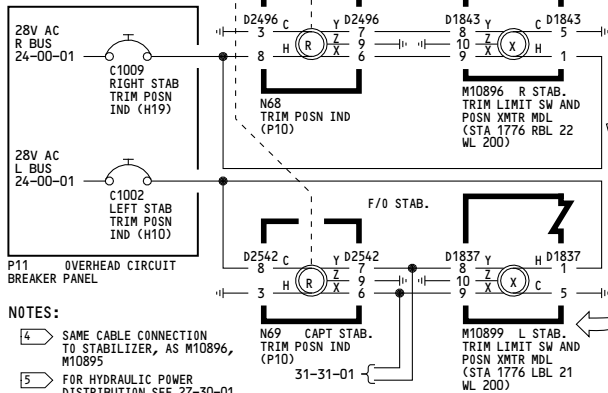 28V AC
R BUS
24-00-01
C1009
RIGHT STAB
TRIM POSN
IND (H19)
28V AC
L BUS
24-00-01
C1002
LEFT STAB
TRIM POSN
IND (H10)
P11 OVERHEAD CIRCUIT
BREAKER PANEL
D2496 D2496
3 C Y 7
R Z 9
8 H X 6
N68
TRIM POSN IND
(P10)
D1843 D1843
8 Y C 5
10 Z X
9 X H 1
M10896 R STAB.
TRIM LIMIT SW AND
POSN XMTR MDL
(STA 1776 RBL 22
WL 200)
F/O STAB.
D2542 D2542
8 C Y 7
R Z 9
3 H X 6
N69 CAPT STAB.
TRIM POSN IND
(P10)
31-31-01
D1837 D1837
8 Y H 1
10 Z X
9 X C 5
M10899 L STAB.
TRIM LIMIT SW AND
POSN XMTR MDL
(STA 1776 LBL 21
WL 200)
NOTES:
4 SAME CABLE CONNECTION
TO STABILIZER, AS M10896,
M10895
5 FOR HYDRAULIC POWER
DISTRIBUTION SEE 27-30-01